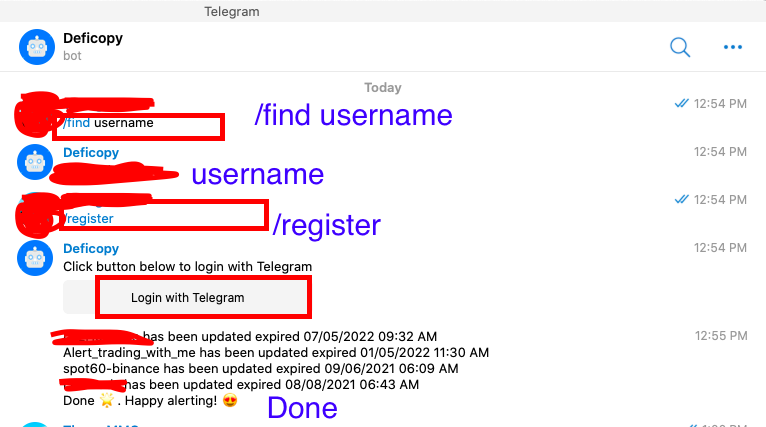 Telegram
Deficopy
bot
Today
12:54 PM
/find username
/find username
Deficopy
12:54 PM
username
12:54 PM
/register
/register
Deficopy
12:54 PM
Click button below to login with Telegram
Login with Telegram
has been updated expired 07/05/2022 09:32 AM
12:55 PM
Alert_trading_with_me has been updated expired 01/05/2022 11:30 AM
spot60-binance has been updated expired 09/06/2021 06:09 AM
has been updated expired 08/08/2021 06:43 AM
Done 🌟 . Happy alerting! 😍
Done